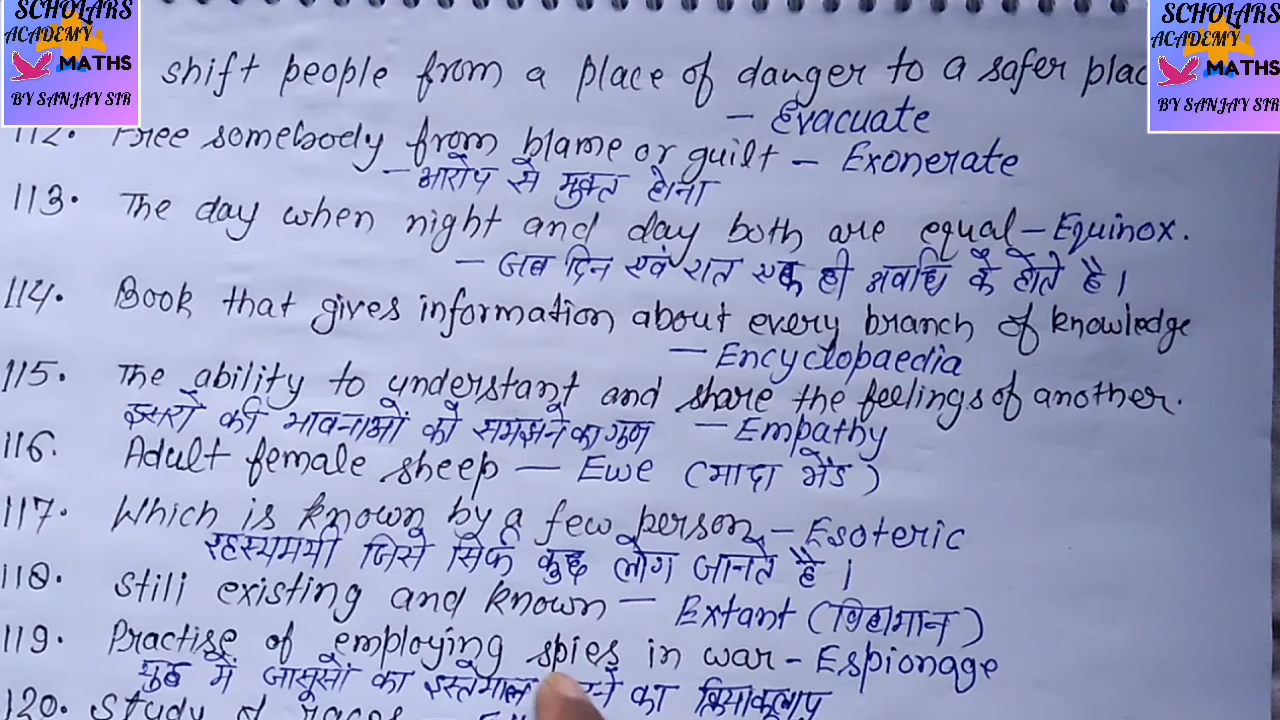 SCHOLARS
ACADEMY
MATHS
BY SANJAY SIR
SCHOLARS
ACADEMY
MATHS
BY SANJAY SIR
shift people from a place of danger to a safer plac
- Evacuate
112. Free somebody from blame or guilt - Exonerate
- आरोप से मुक्त होना
113. The day when night and day both are equal - Equinox.
- जब दिन एवं रात एक ही अवधि के होते है।
114. Book that gives information about every branch of knowledge
- Encyclopaedia
115. The ability to understant and share the feelings of another.
दूसरों की भावनाओं को समझने का गुण - Empathy
116. Adult female sheep - Ewe (मादा भेंड)
117. Which is known by a few person - Esoteric
रहस्यमयी जिसे सिर्फ कुछ लोग जानते है।
118. Still existing and known - Extant (विद्यमान)
119. Practise of employing spies in war - Espionage
युद्ध में जासूसों का इस्तेमाल का क्रियाकलाप
120. Study of races